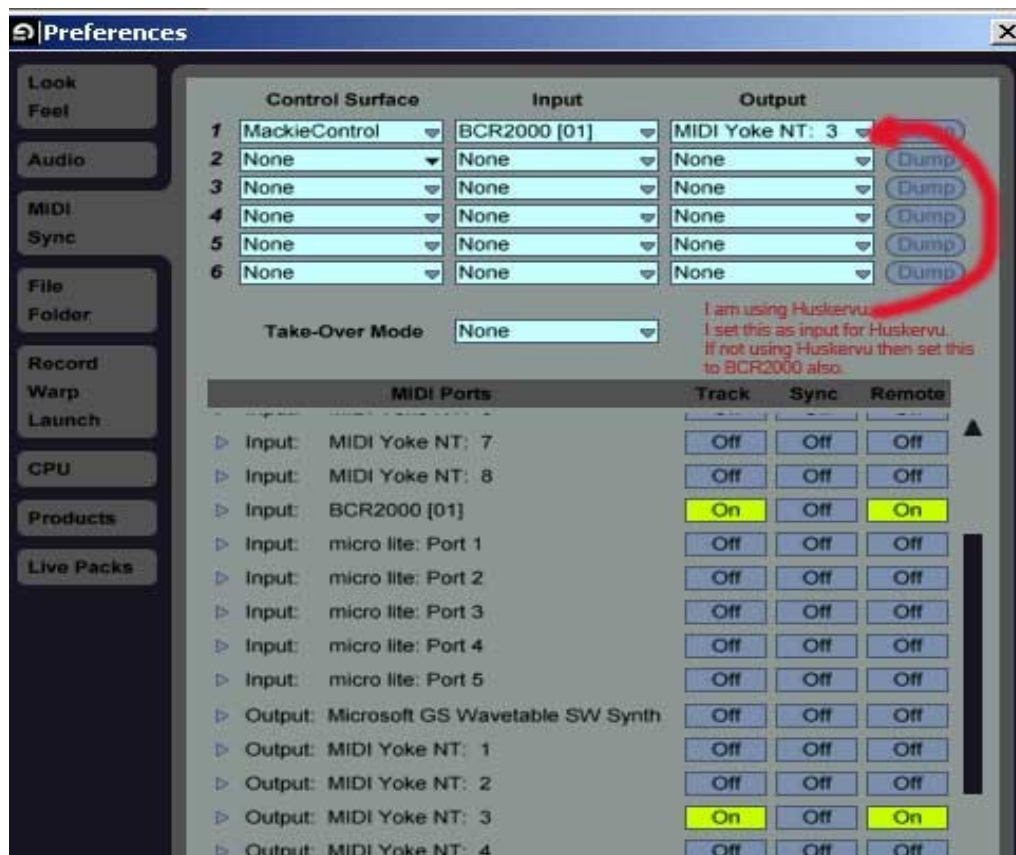 Preferences
Look
Feel
Audio
MIDI
Sync
File
Folder
Record
Warp
Launch
CPU
Products
Live Packs
Control Surface Input Output
1 MackieControl BCR2000 [01] MIDI Yoke NT: 3
2 None None None Dump
3 None None None Dump
4 None None None Dump
5 None None None Dump
6 None None None Dump
Take-Over Mode None
I am using Huskervu.
I set this as input for Huskervu.
If not using Huskervu then set this
to BCR2000 also.
MIDI Ports Track Sync Remote
Input: MIDI Yoke NT: 7 Off Off Off
Input: MIDI Yoke NT: 8 Off Off Off
Input: BCR2000 [01] On Off On
Input: micro lite: Port 1 Off Off Off
Input: micro lite: Port 2 Off Off Off
Input: micro lite: Port 3 Off Off Off
Input: micro lite: Port 4 Off Off Off
Input: micro lite: Port 5 Off Off Off
Output: Microsoft GS Wavetable SW Synth Off Off Off
Output: MIDI Yoke NT: 1 Off Off Off
Output: MIDI Yoke NT: 2 Off Off Off
Output: MIDI Yoke NT: 3 On Off On
Output: MIDI Yoke NT: 4 Off Off Off